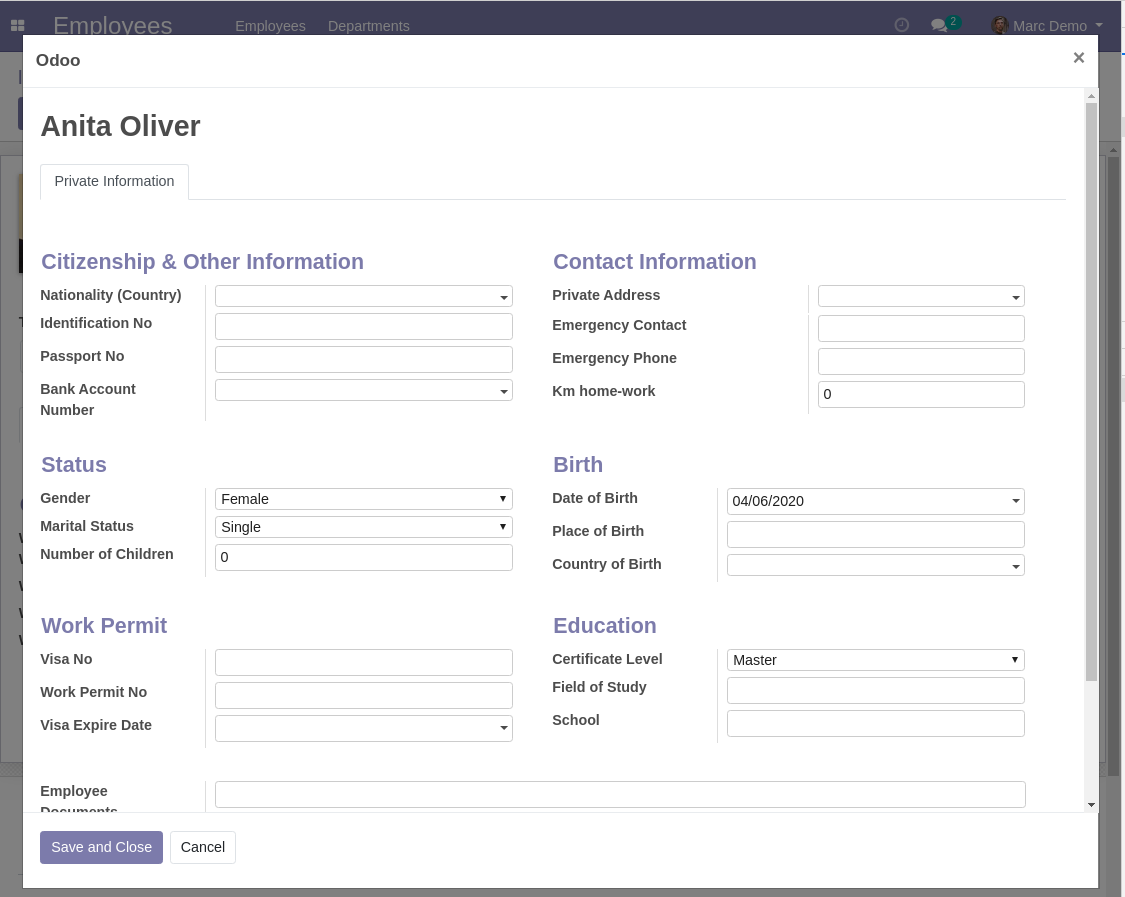 Employees Employees Departments 2 Marc Demo
Odoo ×
Anita Oliver
Private Information
Citizenship & Other Information
Nationality (Country)
Identification No
Passport No
Bank Account
Number
Contact Information
Private Address
Emergency Contact
Emergency Phone
Km home-work 0
Status
Gender Female
Marital Status Single
Number of Children 0
Birth
Date of Birth 04/06/2020
Place of Birth
Country of Birth
Work Permit
Visa No
Work Permit No
Visa Expire Date
Education
Certificate Level Master
Field of Study
School
Employee
Documents
Save and Close Cancel